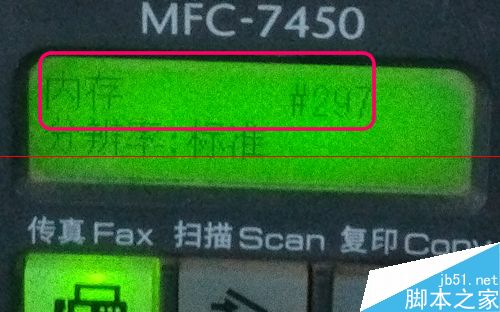 MFC-7450
内存 #297
分辨率:标准
传真 Fax 扫描 Scan 复印 Copy
jb51.net
脚本之家